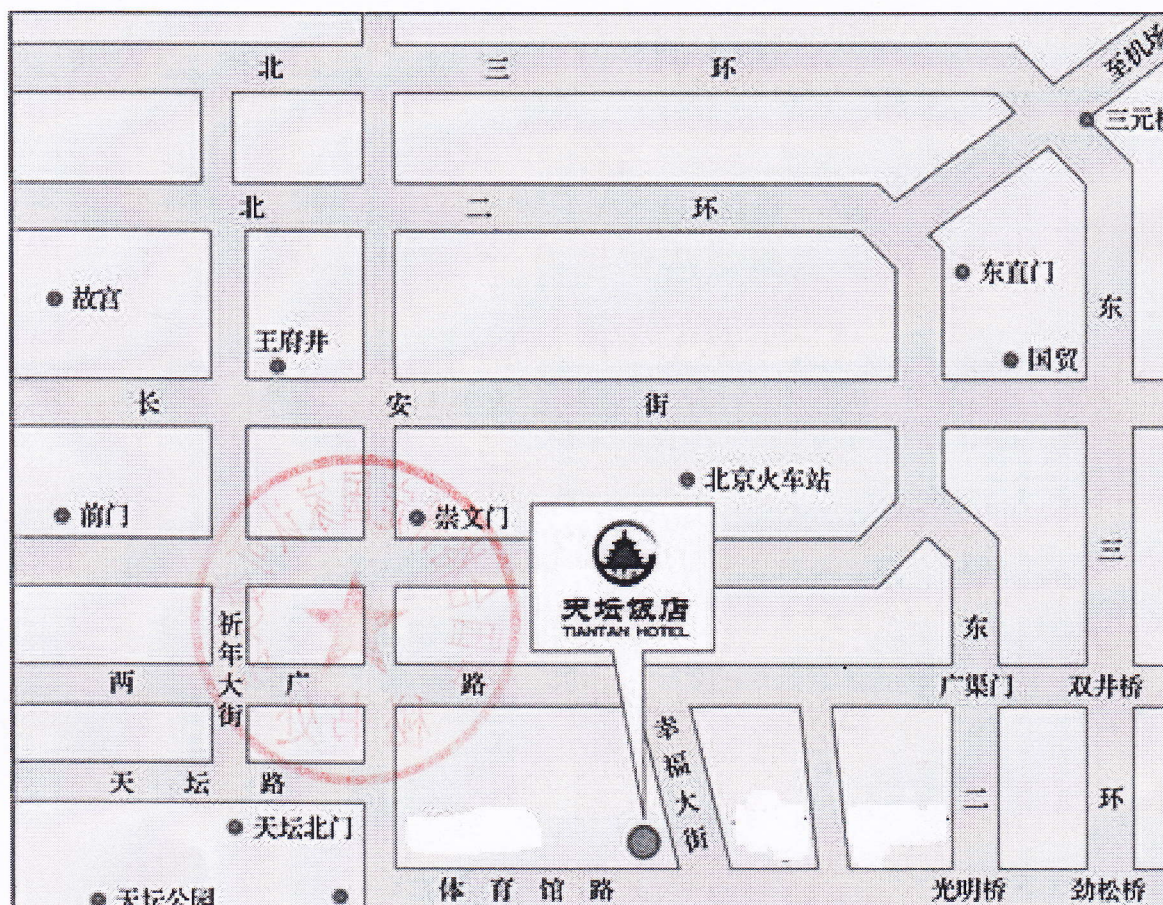 北三环
至机场
三元桥
北二环
东直门
故宫
王府井
国贸
长安街
北京火车站
前门
崇文门
天坛饭店
TIANTAN HOTEL
祈年大街
两广路
广渠门
双井桥
东二环
东三环
幸福大街
天坛路
天坛北门
天坛公园
体育馆路
光明桥
劲松桥